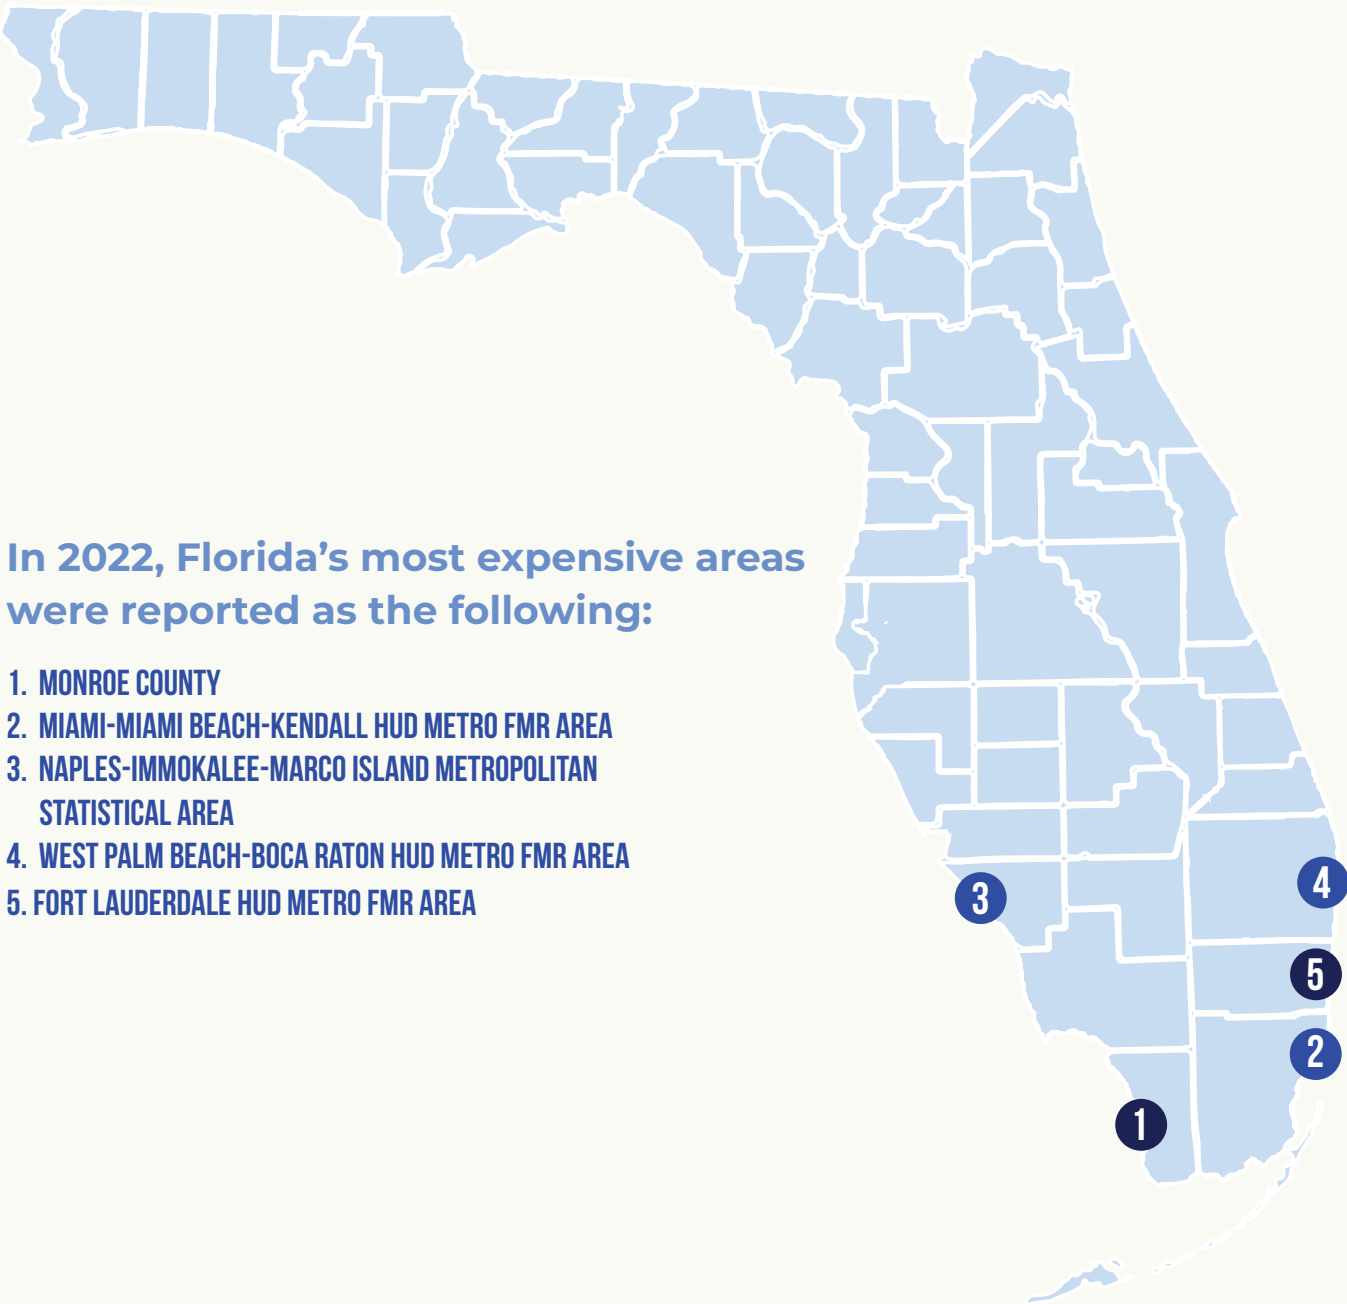 In 2022, Florida’s most expensive areas
were reported as the following:
1. MONROE COUNTY
2. MIAMI-MIAMI BEACH-KENDALL HUD METRO FMR AREA
3. NAPLES-IMMOKALEE-MARCO ISLAND METROPOLITAN
STATISTICAL AREA
4. WEST PALM BEACH-BOCA RATON HUD METRO FMR AREA
5. FORT LAUDERDALE HUD METRO FMR AREA
3
4
5
2
1